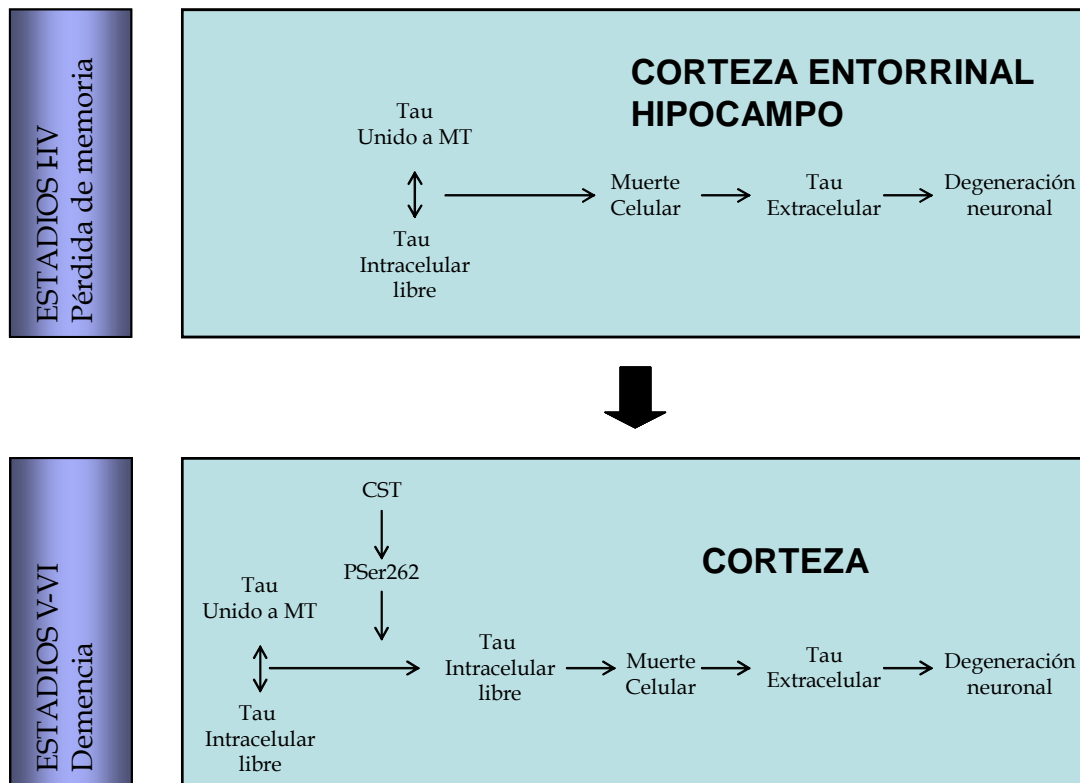 ESTADIOS I-IV
Pérdida de memoria
CORTEZA ENTORRINAL
HIPOCAMPO
Tau
Unido a MT
Tau
Intracelular
libre
Muerte
Celular
Tau
Extracelular
Degeneración
neuronal
ESTADIOS V-VI
Demencia
CST
PSer262
CORTEZA
Tau
Unido a MT
Tau
Intracelular
libre
Tau
Intracelular
libre
Muerte
Celular
Tau
Extracelular
Degeneración
neuronal